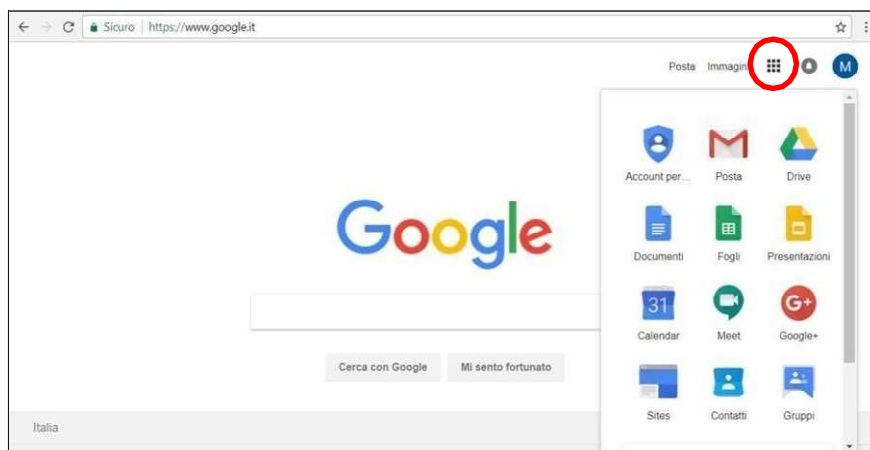 Sicuro | https://www.google.it
Posta Immagin
M
Account per... Posta Drive
Google
Documenti Fogli Presentazioni
31 G+
Calendar Meet Google+
Cerca con Google Mi sento fortunato
Sites Contatti Gruppi
Italia